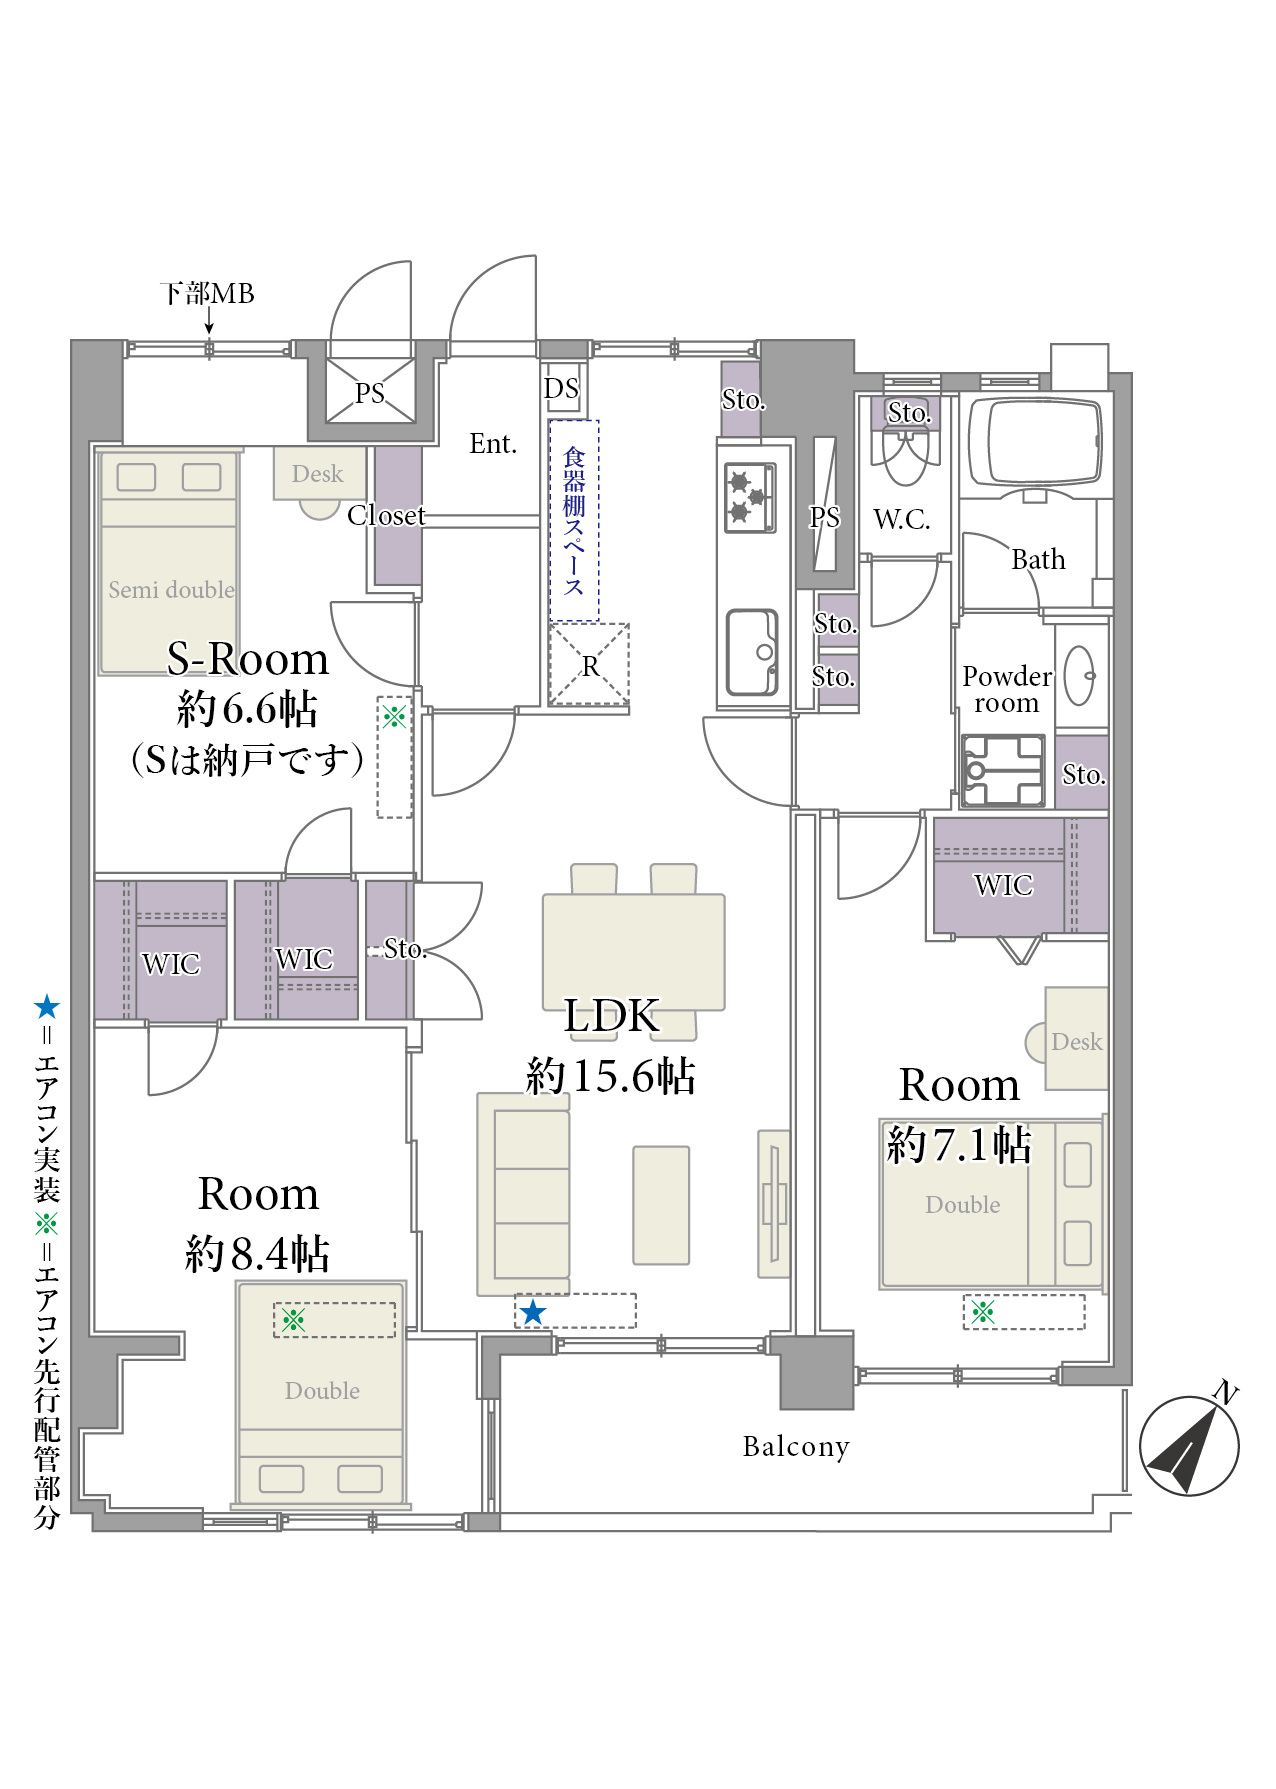 下部MB
PS
DS
Sto.
Sto.
Ent.
食器棚スペース
Desk
Closet
PS
W.C.
Bath
Semi double
Sto.
S-Room
約6.6帖
(Sは納戸です)
R
Sto.
Powder
room
※
Sto.
WIC
WIC
WIC
Sto.
LDK
約15.6帖
Desk
Room
約7.1帖
Double
※
Room
約8.4帖
※
★
Double
Balcony
N
★=エアコン実装 ※=エアコン先行配管部分